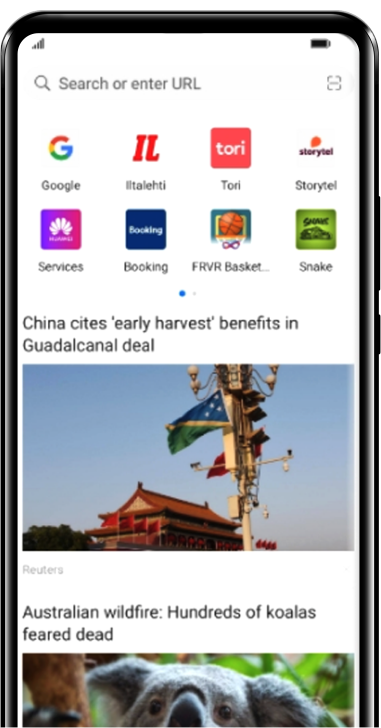 Search or enter URL
IL
tori
storytel
Google
Iltalehti
Tori
Storytel
HUAWEI
Booking
SNAKE
Services
Booking
FRVR Basket...
Snake
China cites 'early harvest' benefits in
Guadalcanal deal
Reuters
Australian wildfire: Hundreds of koalas
feared dead